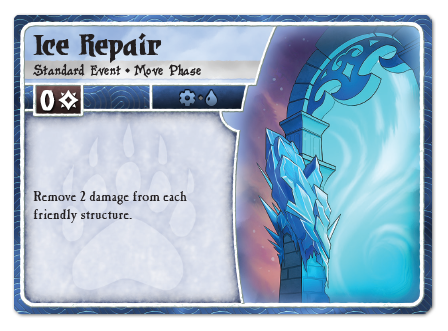 Ice Repair
Standard Event • Move Phase
0
Remove 2 damage from each
friendly structure.